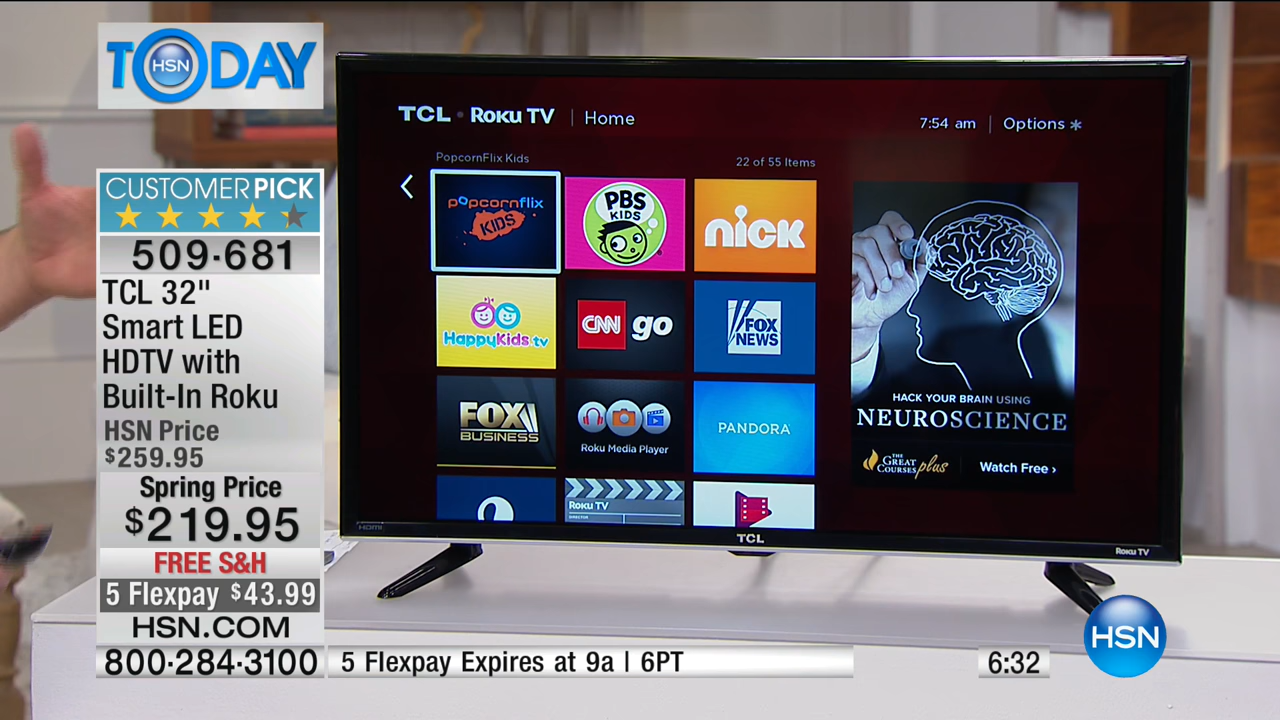 HSN TODAY
CUSTOMER PICK
509·681
TCL 32"
Smart LED
HDTV with
Built-In Roku
HSN Price
$259.95
Spring Price
$219.95
FREE S&H
5 Flexpay $43.99
HSN.COM
800·284·3100
5 Flexpay Expires at 9a | 6PT
6:32
HSN
TCL · Roku TV | Home
7:54 am | Options *
PopcornFlix Kids
22 of 55 Items
popcornflix
KIDS
PBS
KIDS
nick
HappyKids tv
CNN go
FOX
NEWS
FOX
BUSINESS
Roku Media Player
PANDORA
Roku TV
HACK YOUR BRAIN USING
NEUROSCIENCE
THE
GREAT
COURSES plus
Watch Free ›
HDMI
TCL
Roku TV